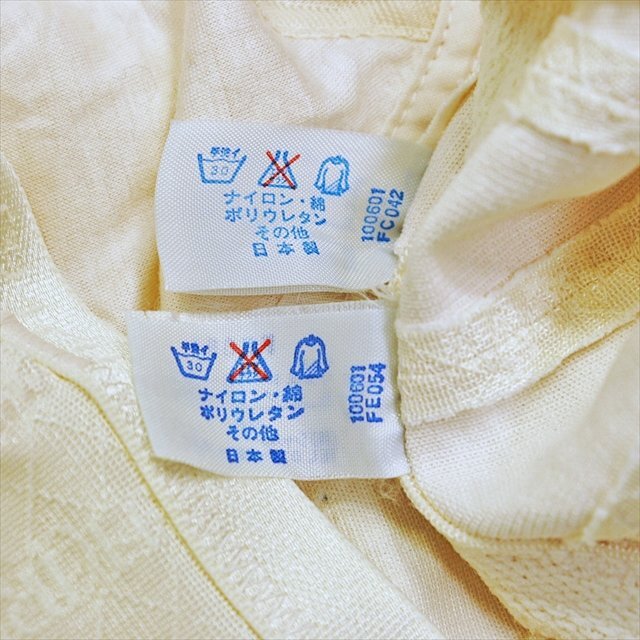 手洗イ
30
ナイロン・綿
ポリウレタン
その他
日本製
100601
FC042
手洗イ
30
ナイロン・綿
ポリウレタン
その他
日本製
100601
FE054